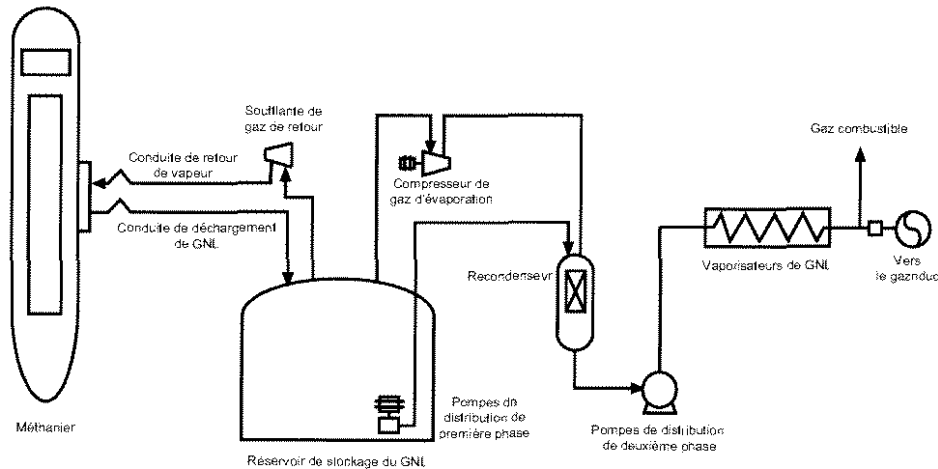 Soufflante de
gaz de retour
Conduite de retour
de vapeur
Conduite de déchargement
de GNL
Méthanier
Compresseur de
gaz d'évaporation
Recondenseur
Pompes de
distribution de
première phase
Réservoir de stockage du GNL
Pompes de distribution
de deuxième phase
Vaporisateurs de GNL
Gaz combustible
Vers
le gazoduc